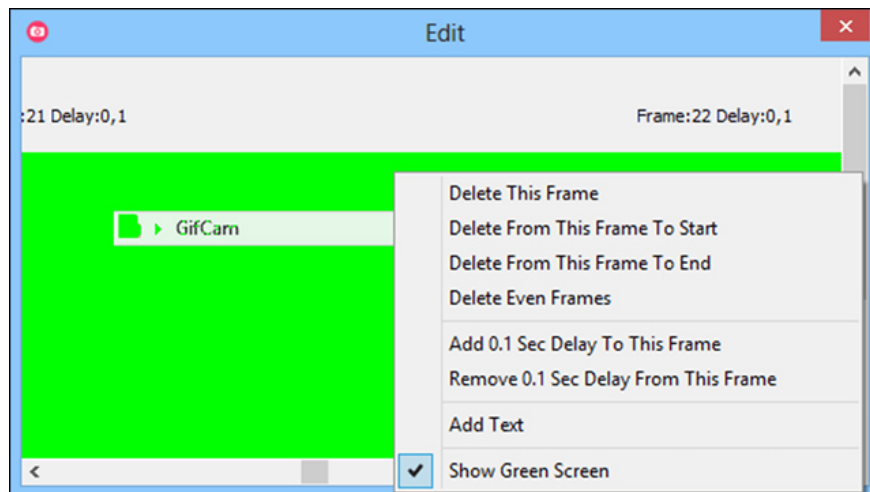 Edit
:21 Delay:0,1
Frame:22 Delay:0,1
GifCam
Delete This Frame
Delete From This Frame To Start
Delete From This Frame To End
Delete Even Frames
Add 0.1 Sec Delay To This Frame
Remove 0.1 Sec Delay From This Frame
Add Text
Show Green Screen